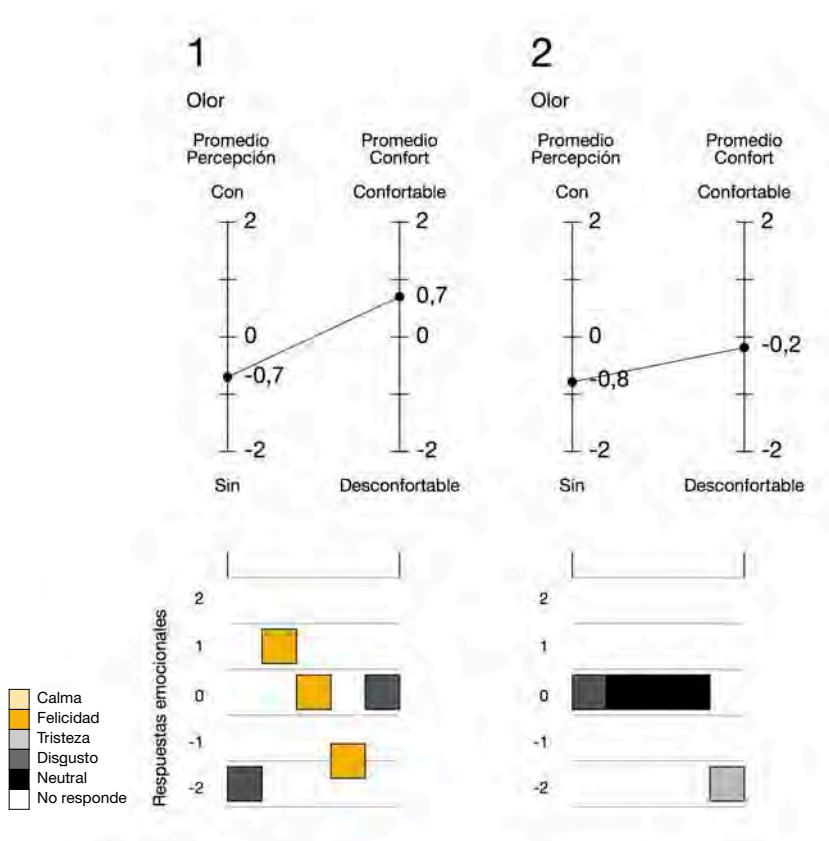 1
Olor
Promedio
Percepción
Promedio
Confort
Con
Confortable
2
2
0,7
0
0
-0,7
-2
-2
Sin
Desconfortable
2
Olor
Promedio
Percepción
Promedio
Confort
Con
Confortable
2
2
0
-0,2
-0,8
-2
-2
Sin
Desconfortable
Respuestas emocionales
2
1
0
-1
-2
2
1
0
-1
-2
Calma
Felicidad
Tristeza
Disgusto
Neutral
No responde